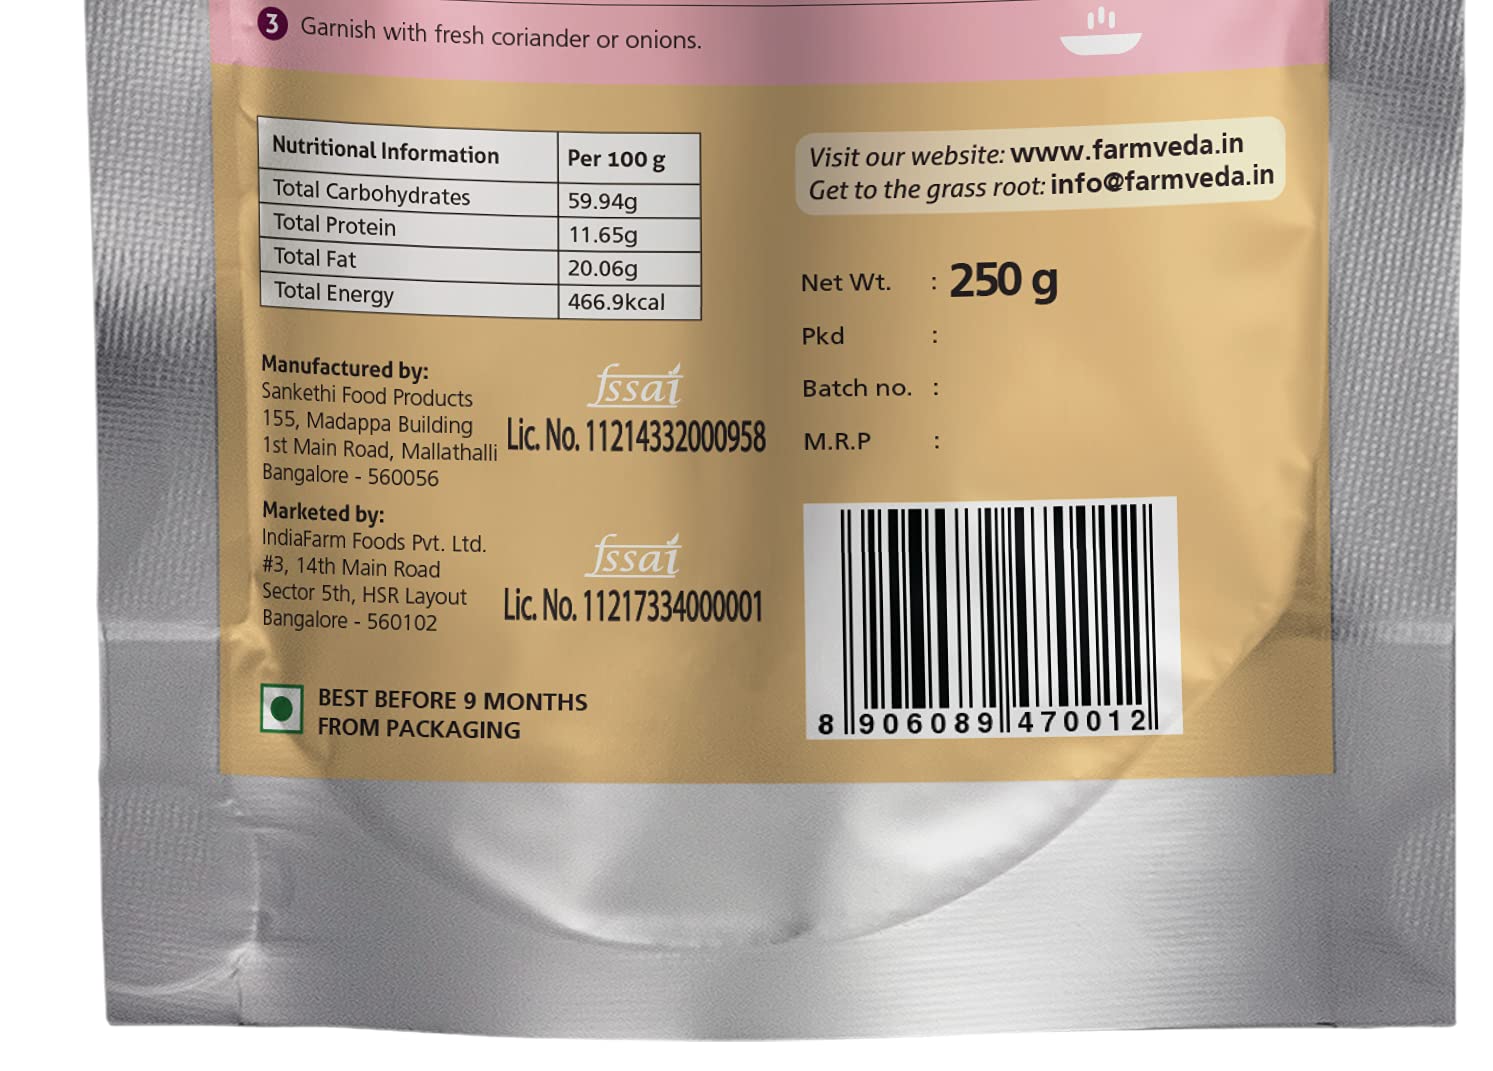 3 Garnish with fresh coriander or onions.
Nutritional Information Per 100 g
Total Carbohydrates 59.94g
Total Protein 11.65g
Total Fat 20.06g
Total Energy 466.9kcal
Manufactured by:
Sankethi Food Products
155, Madappa Building
1st Main Road, Mallathalli
Bangalore - 560056
fssai
Lic. No. 11214332000958
Marketed by:
IndiaFarm Foods Pvt. Ltd.
#3, 14th Main Road
Sector 5th, HSR Layout
Bangalore - 560102
fssai
Lic. No. 11217334000001
BEST BEFORE 9 MONTHS
FROM PACKAGING
Visit our website: www.farmveda.in
Get to the grass root: info@farmveda.in
Net Wt. : 250 g
Pkd :
Batch no. :
M.R.P :
8 906089 470012